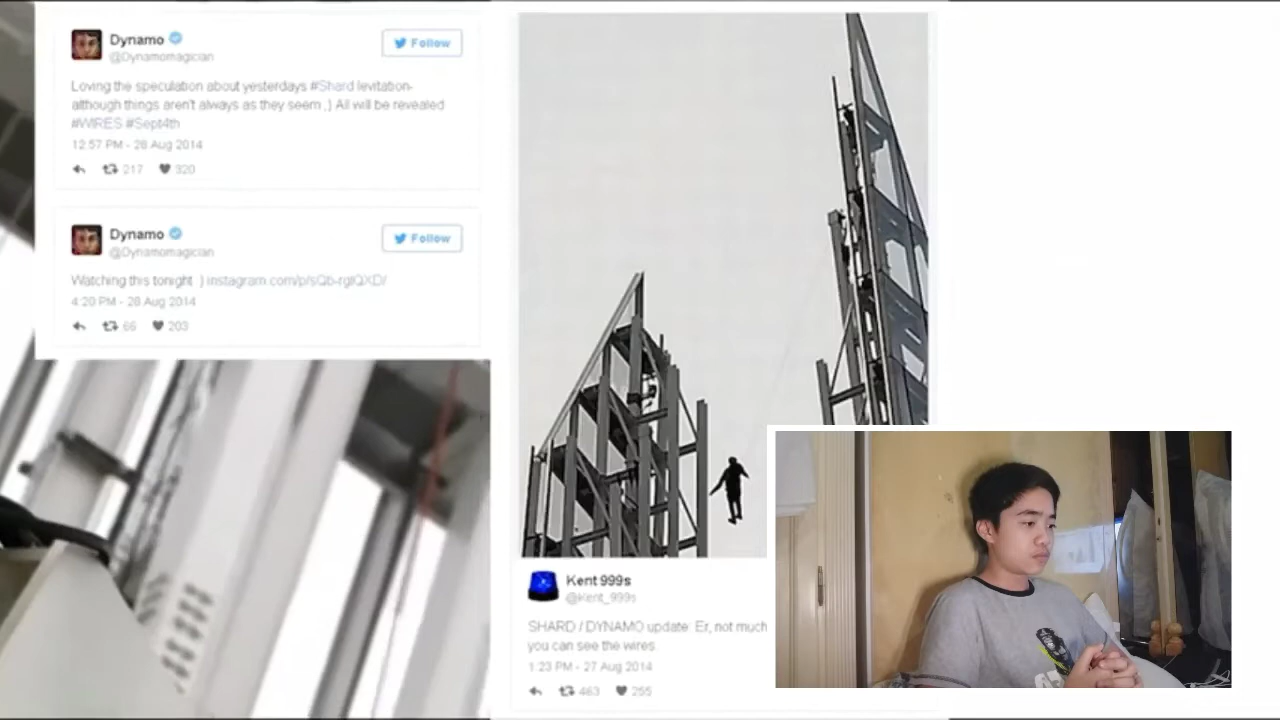 Dynamo
Follow
@Dynamomagician
Loving the speculation about yesterdays #Shard levitation-
although things aren't always as they seem ;) All will be revealed
#WIRES #Sept4th
12:57 PM - 28 Aug 2014
217 320
Dynamo
Follow
@Dynamomagician
Watching this tonight :) instagram.com/p/sQb-rglQXD/
4:20 PM - 28 Aug 2014
66 203
Kent 999s
@Kent_999s
SHARD / DYNAMO update: Er, not much
you can see the wires.
1:23 PM - 27 Aug 2014
463 255